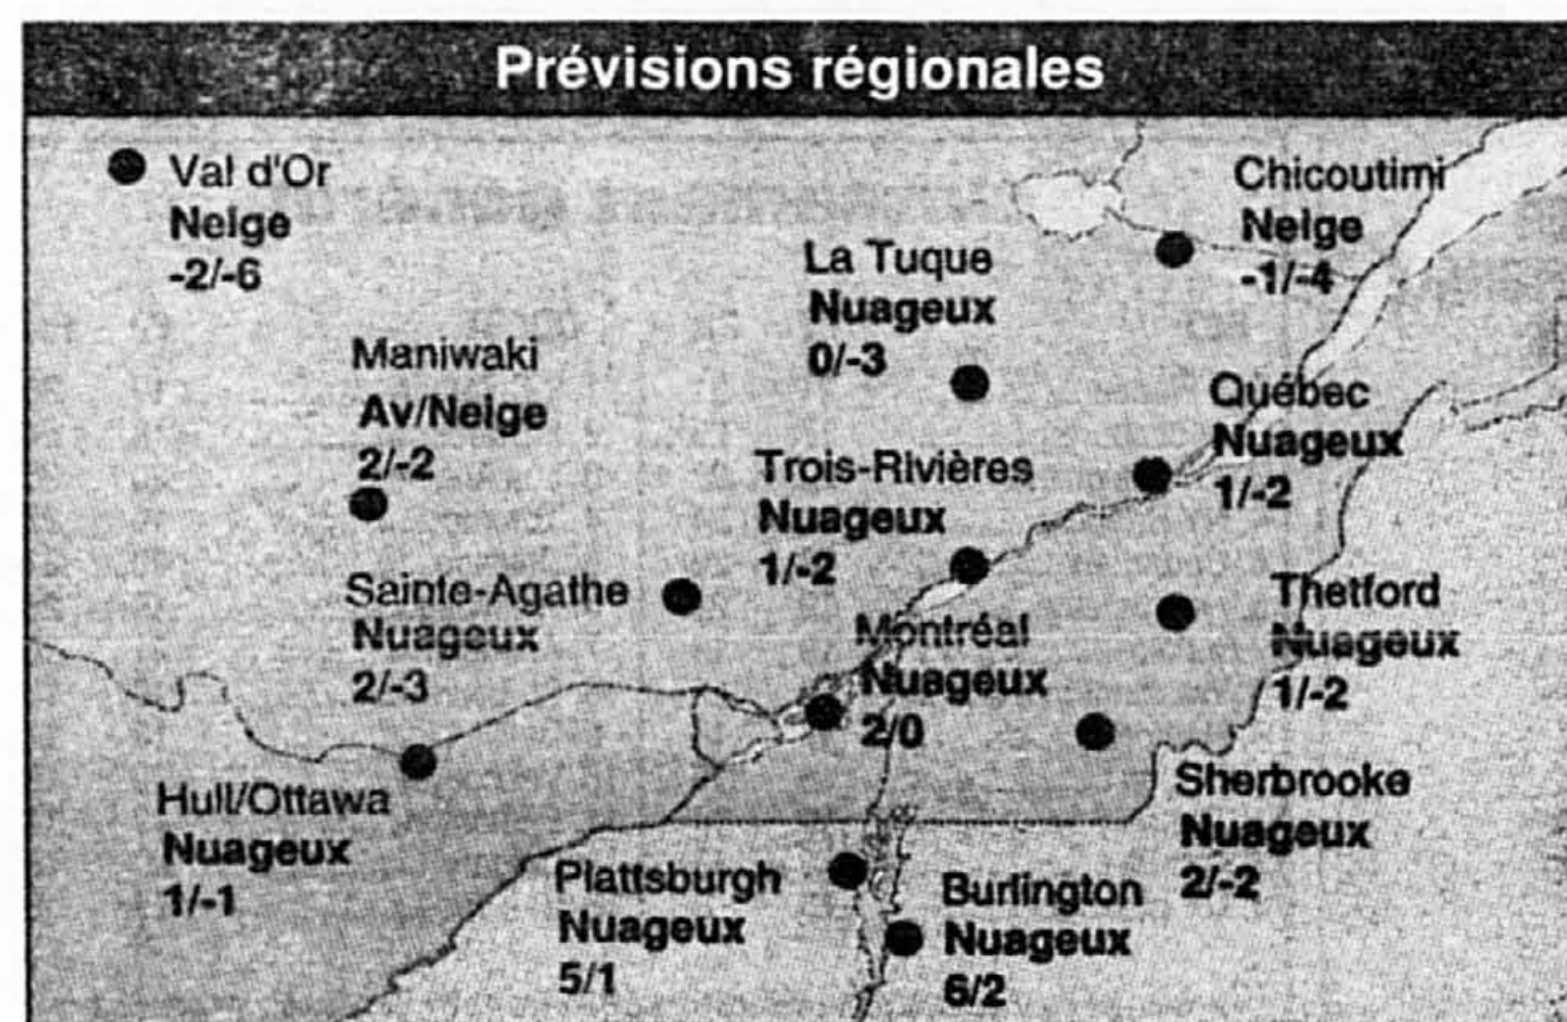 Prévisions régionales
Val d'Or
Neige
-2/-6
Chicoutimi
Neige
-1/-4
La Tuque
Nuageux
0/-3
Maniwaki
Av/Neige
2/-2
Québec
Nuageux
1/-2
Trois-Rivières
Nuageux
1/-2
Sainte-Agathe
Nuageux
2/-3
Thetford
Nuageux
1/-2
Montréal
Nuageux
2/0
Hull/Ottawa
Nuageux
1/-1
Sherbrooke
Nuageux
2/-2
Plattsburgh
Nuageux
5/1
Burlington
Nuageux
6/2